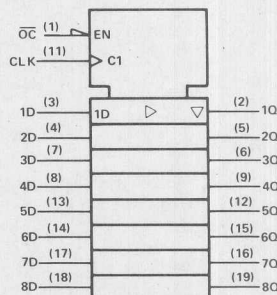 OC (1) EN
CLK (11) C1
1D (3) 1D (2) 1Q
2D (4) (5) 2Q
3D (7) (6) 3Q
4D (8) (9) 4Q
5D (13) (12) 5Q
6D (14) (15) 6Q
7D (17) (16) 7Q
8D (18) (19) 8Q